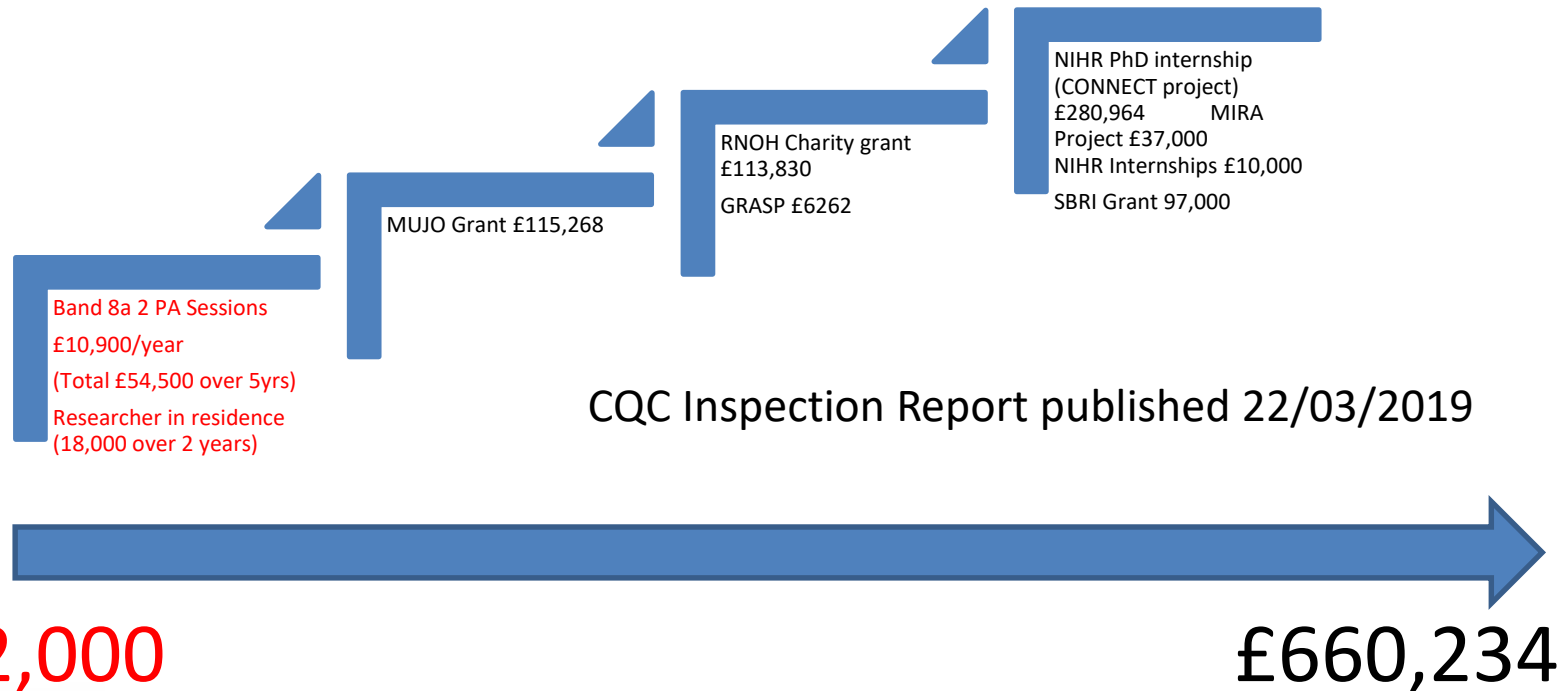 NIHR PhD internship
(CONNECT project)
£280,964 MIRA
Project £37,000
NIHR Internships £10,000
SBRI Grant 97,000
RNOH Charity grant
£113,830
GRASP £6262
MUJO Grant £115,268
Band 8a 2 PA Sessions
£10,900/year
(Total £54,500 over 5yrs)
Researcher in residence
(18,000 over 2 years)
CQC Inspection Report published 22/03/2019
2,000
£660,234